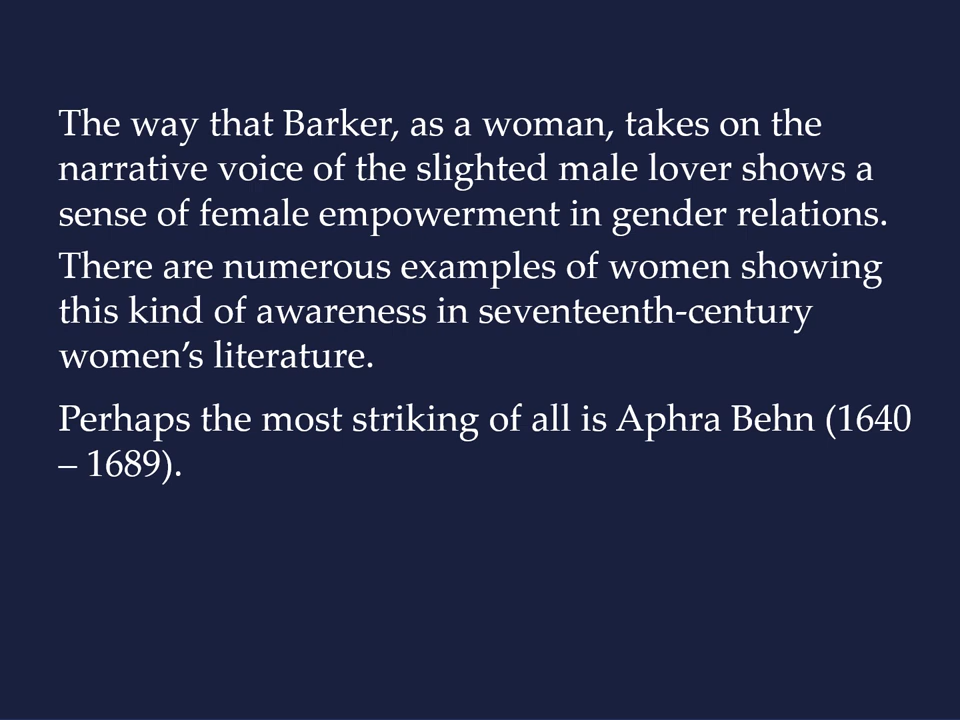 The way that Barker, as a woman, takes on the
narrative voice of the slighted male lover shows a
sense of female empowerment in gender relations.
There are numerous examples of women showing
this kind of awareness in seventeenth-century
women’s literature.
Perhaps the most striking of all is Aphra Behn (1640
– 1689).